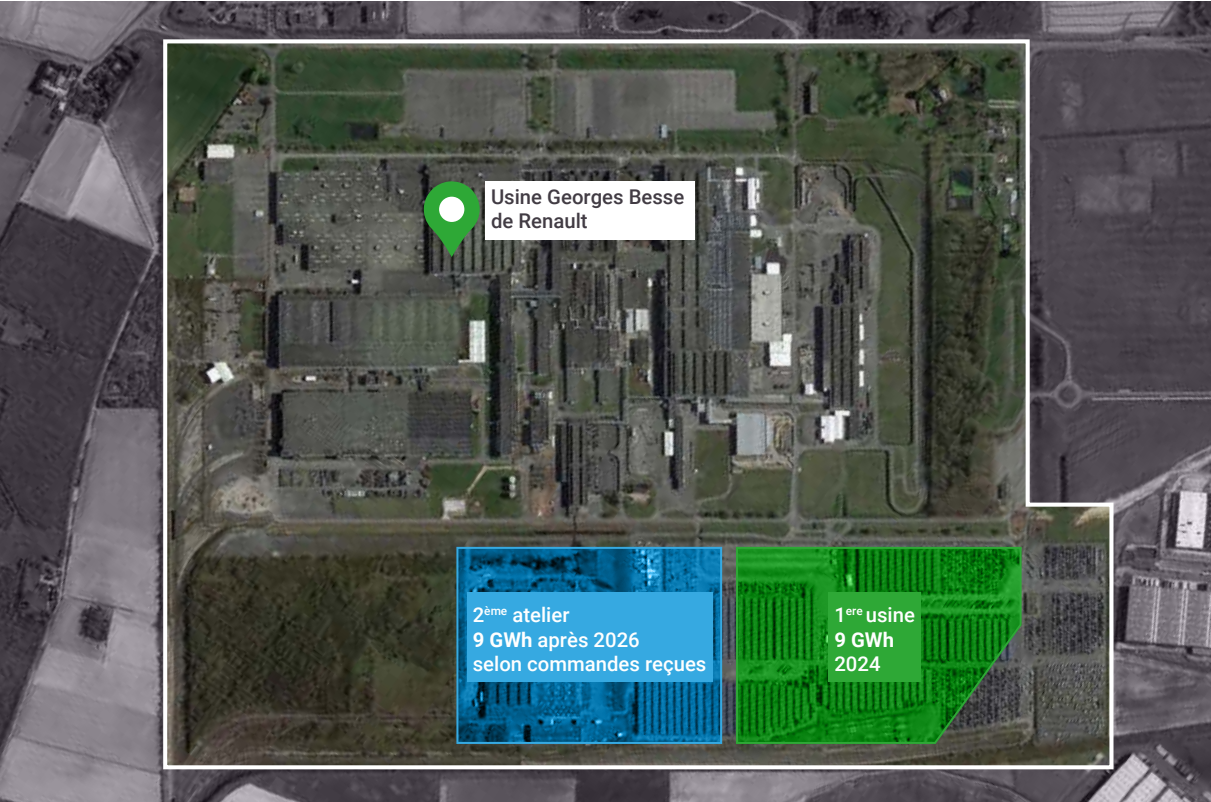 Usine Georges Besse
de Renault
2ème atelier
9 GWh après 2026
selon commandes reçues
1ere usine
9 GWh
2024